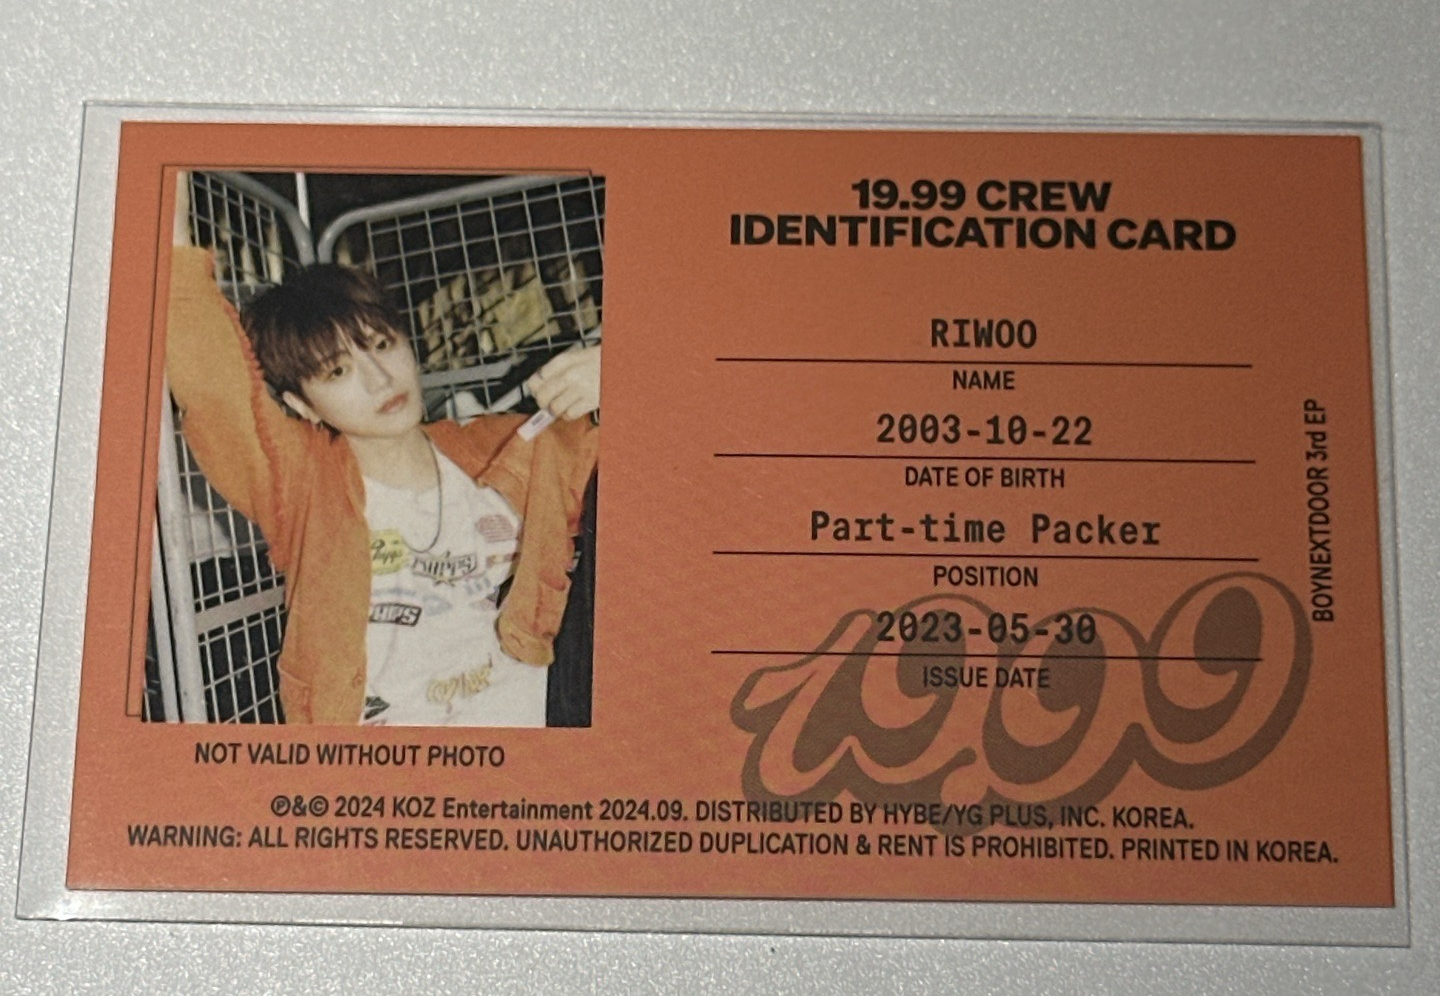 19.99 CREW
IDENTIFICATION CARD
RIWOO
NAME
2003-10-22
DATE OF BIRTH
Part-time Packer
POSITION
2023-05-30
ISSUE DATE
19.99
BOYNEXTDOOR 3rd EP
NOT VALID WITHOUT PHOTO
℗&© 2024 KOZ Entertainment 2024.09. DISTRIBUTED BY HYBE/YG PLUS, INC. KOREA.
WARNING: ALL RIGHTS RESERVED. UNAUTHORIZED DUPLICATION & RENT IS PROHIBITED. PRINTED IN KOREA.